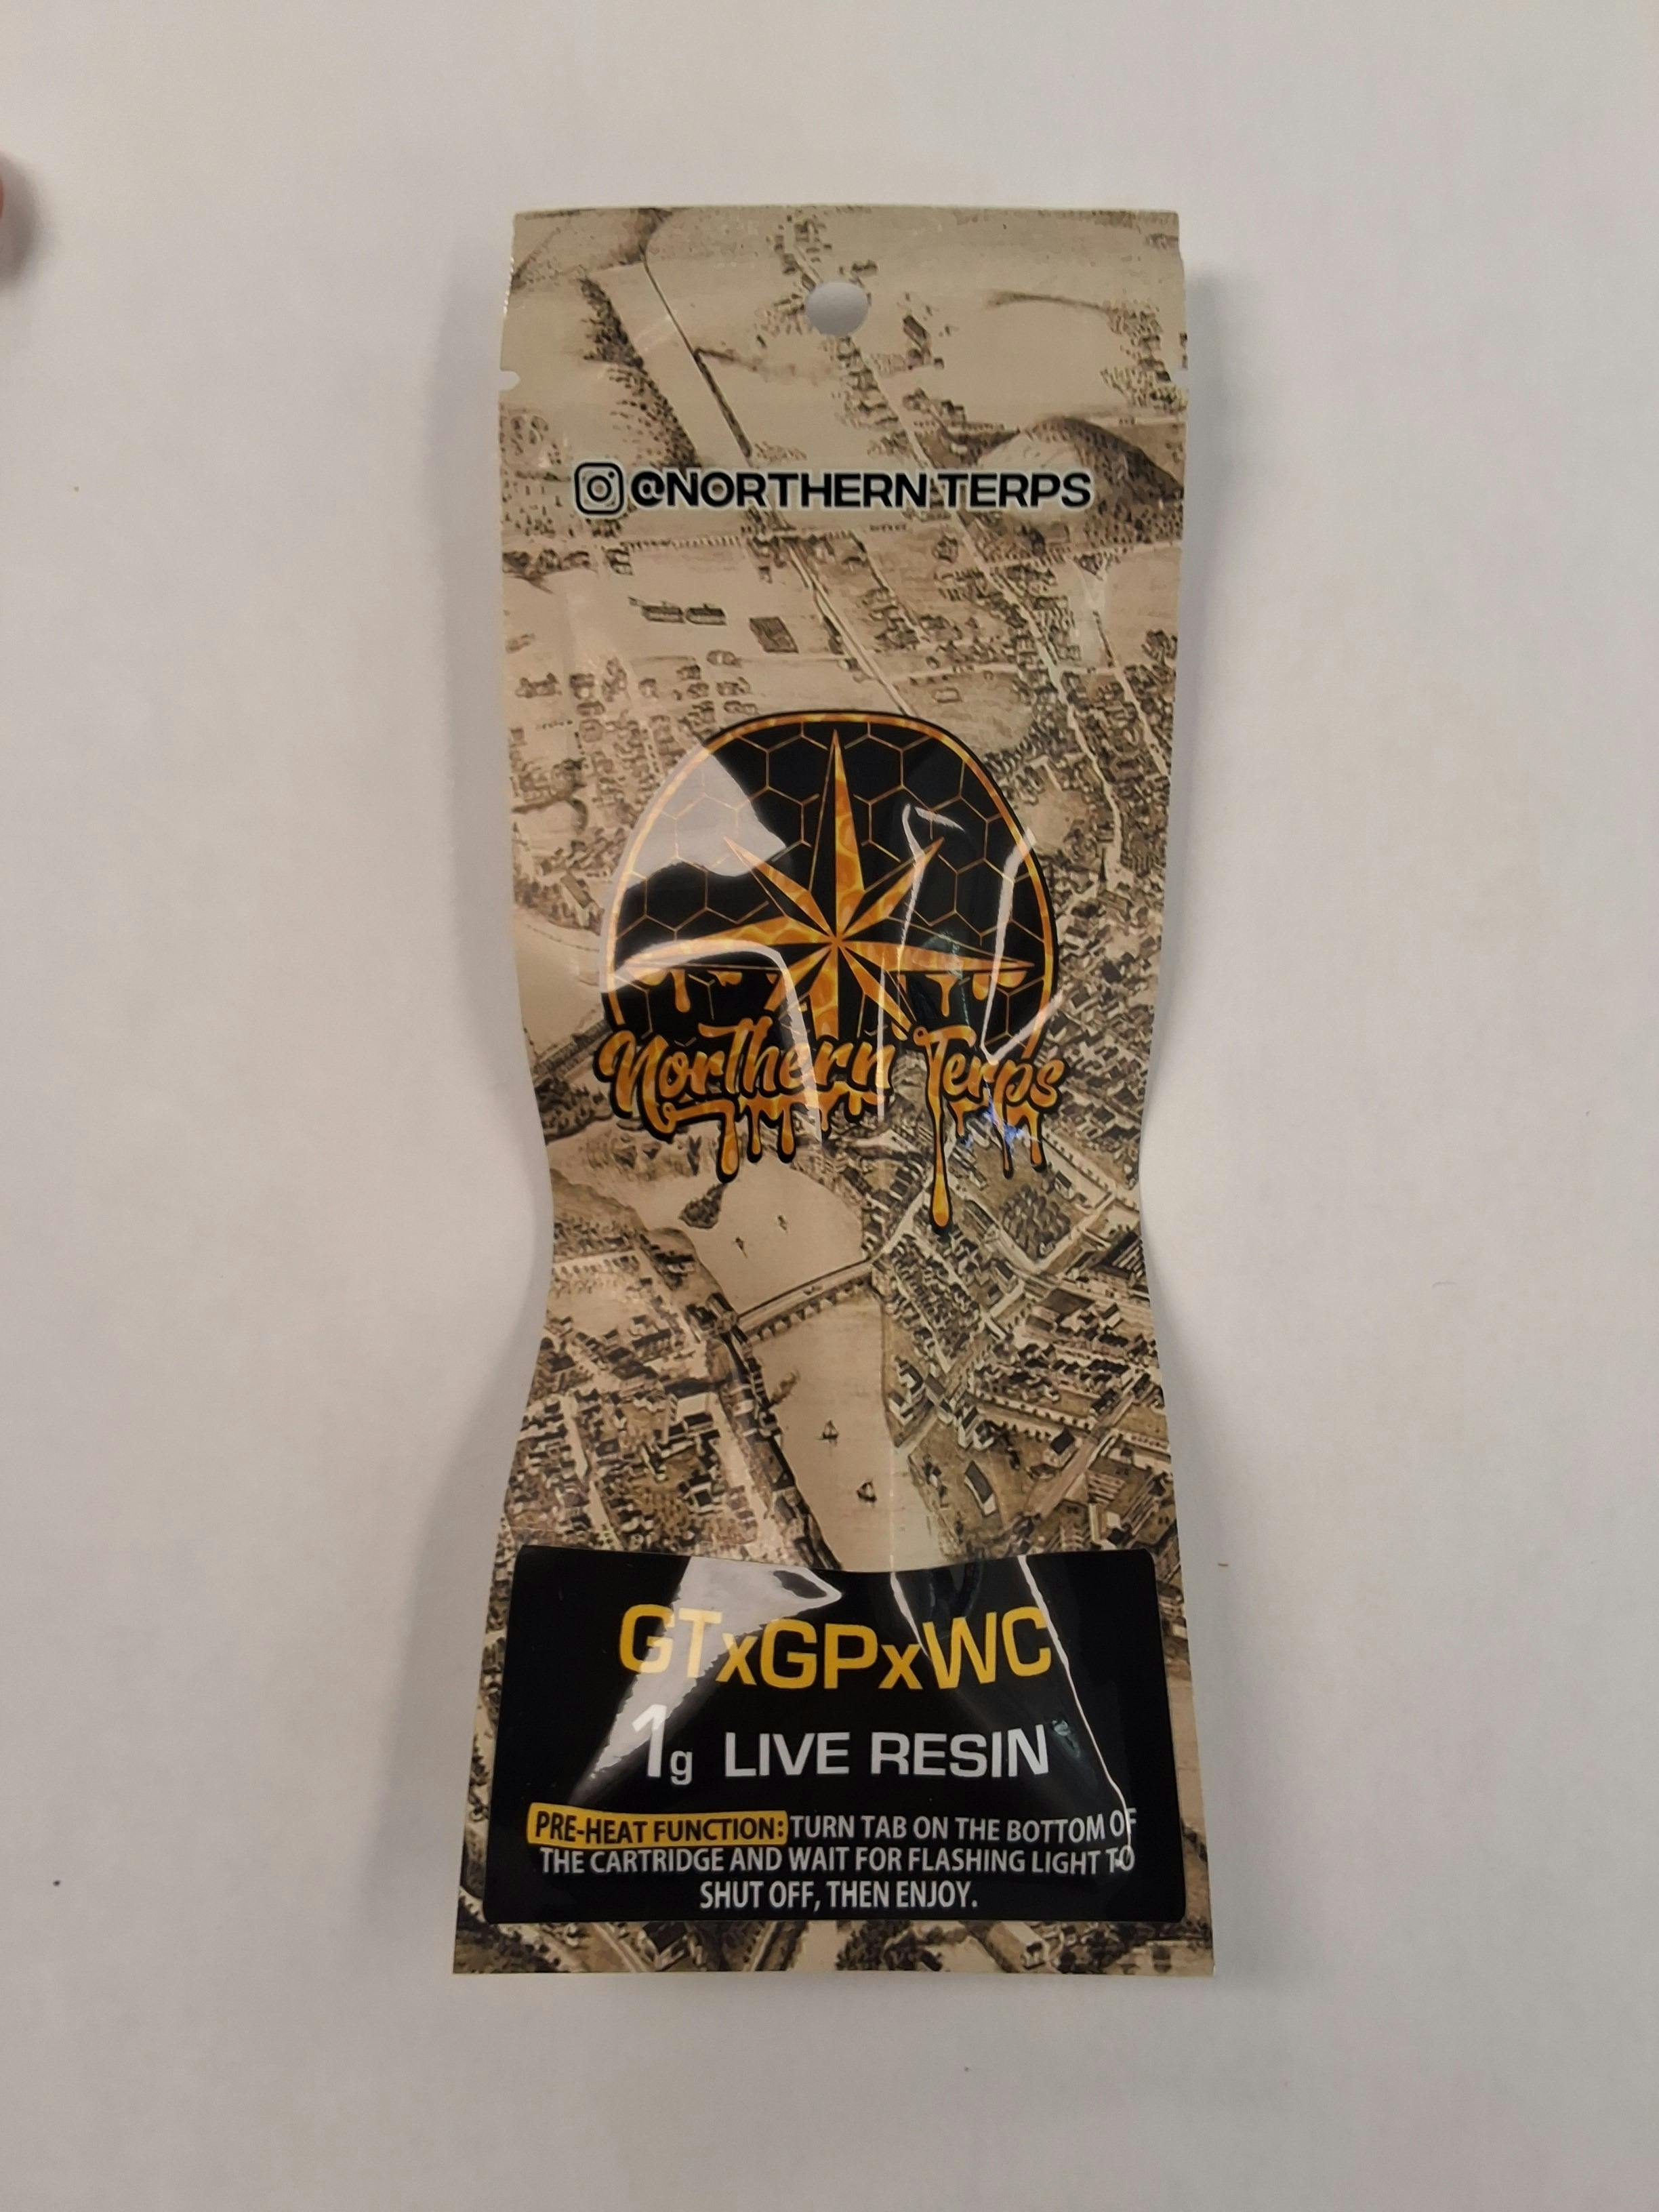 @NORTHERN TERPS
Northern Terps
GTxGPxWC
1g LIVE RESIN
PRE-HEAT FUNCTION: TURN TAB ON THE BOTTOM OF
THE CARTRIDGE AND WAIT FOR FLASHING LIGHT TO
SHUT OFF, THEN ENJOY.